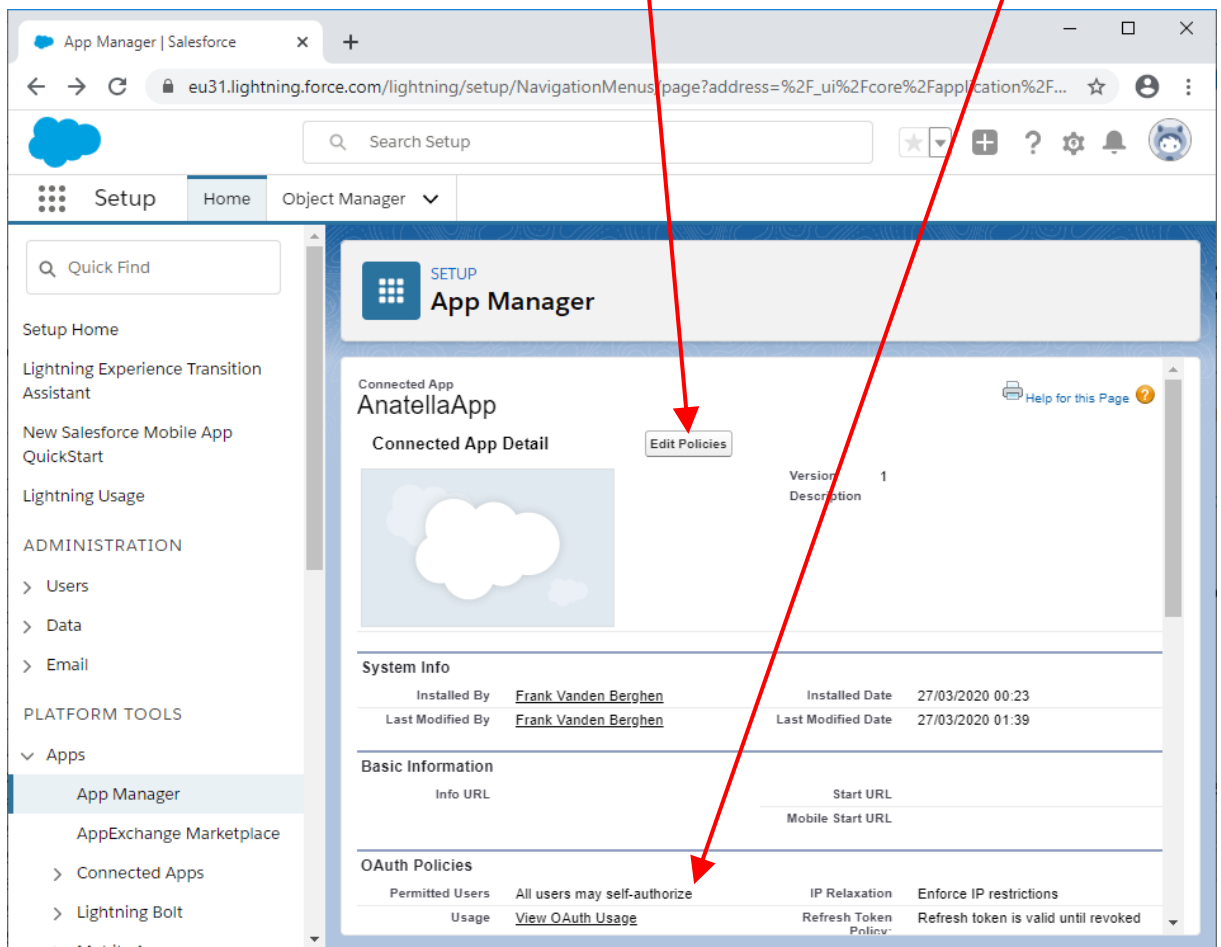 App Manager | Salesforce
eu31.lightning.force.com/lightning/setup/NavigationMenus/page?address=%2F_ui%2Fcore%2Fapplication%2F...
Search Setup
Setup Home Object Manager
Quick Find
Setup Home
Lightning Experience Transition
Assistant
New Salesforce Mobile App
QuickStart
Lightning Usage
ADMINISTRATION
Users
Data
Email
PLATFORM TOOLS
Apps
App Manager
AppExchange Marketplace
Connected Apps
Lightning Bolt
SETUP
App Manager
Connected App
AnatellaApp
Help for this Page
Connected App Detail
Edit Policies
Version 1
Description
System Info
Installed By Frank Vanden Berghen Installed Date 27/03/2020 00:23
Last Modified By Frank Vanden Berghen Last Modified Date 27/03/2020 01:39
Basic Information
Info URL Start URL
Mobile Start URL
OAuth Policies
Permitted Users All users may self-authorize IP Relaxation Enforce IP restrictions
Usage View OAuth Usage Refresh Token Refresh token is valid until revoked
Policy: